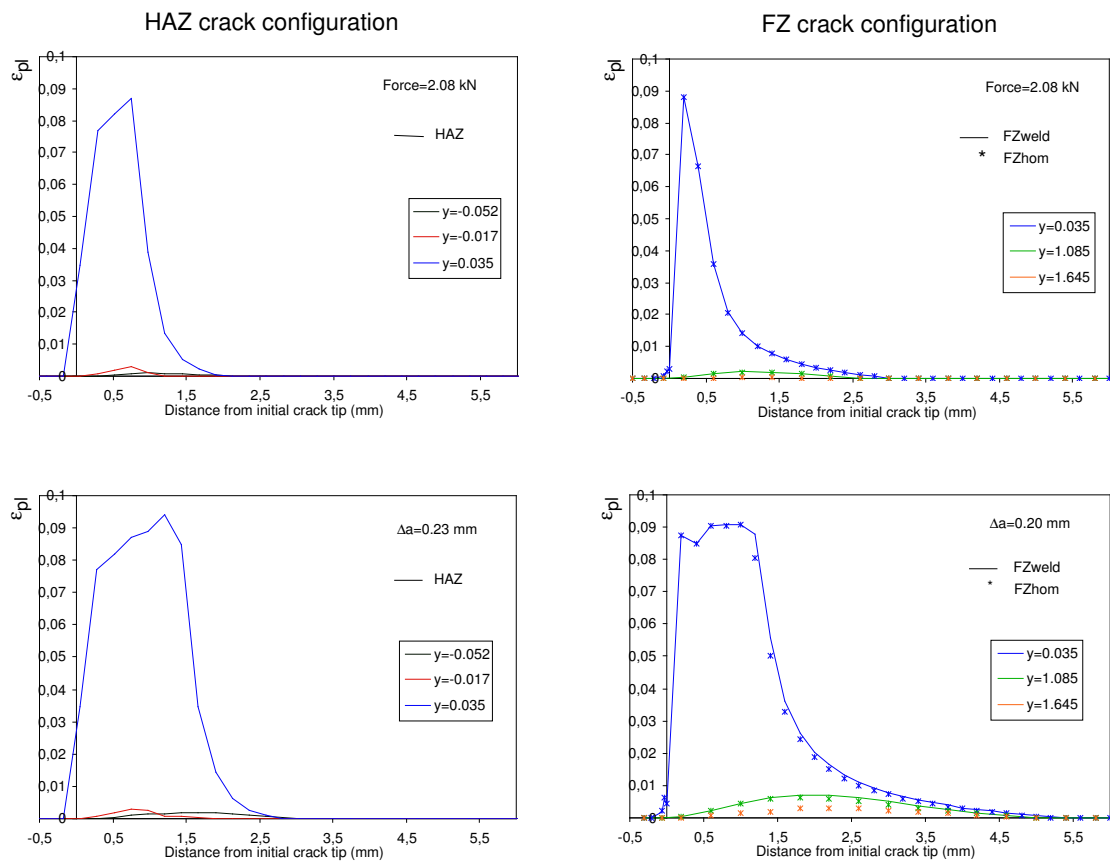 HAZ crack configuration
FZ crack configuration
εpl
0,1
0,09
0,08
0,07
0,06
0,05
0,04
0,03
0,02
0,01
0
-0,5
0,5
1,5
2,5
3,5
4,5
5,5
Distance from initial crack tip (mm)
Force=2.08 kN
HAZ
y=-0.052
y=-0.017
y=0.035
εpl
0,1
0,09
0,08
0,07
0,06
0,05
0,04
0,03
0,02
0,01
0
-0,5
0,5
1,5
2,5
3,5
4,5
5,5
Distance from initial crack tip (mm)
Force=2.08 kN
FZweld
* FZhom
y=0.035
y=1.085
y=1.645
εpl
0,1
0,09
0,08
0,07
0,06
0,05
0,04
0,03
0,02
0,01
0
-0,5
0,5
1,5
2,5
3,5
4,5
5,5
Distance from initial crack tip (mm)
Δa=0.23 mm
HAZ
y=-0.052
y=-0.017
y=0.035
εpl
0,1
0,09
0,08
0,07
0,06
0,05
0,04
0,03
0,02
0,01
0
-0,5
0,5
1,5
2,5
3,5
4,5
5,5
Distance from initial crack tip (mm)
Δa=0.20 mm
FZweld
* FZhom
y=0.035
y=1.085
y=1.645